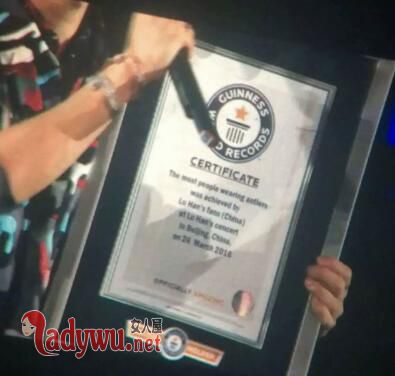 GUINNESS
RECORDS
CERTIFICATE
The most people wearing antlers
was achieved by
Lu Han's fans (China)
at Lu Han's concert
in Beijing, China,
on 26 March 2016
OFFICIALLY AMAZING
女人屋
Ladywu.net